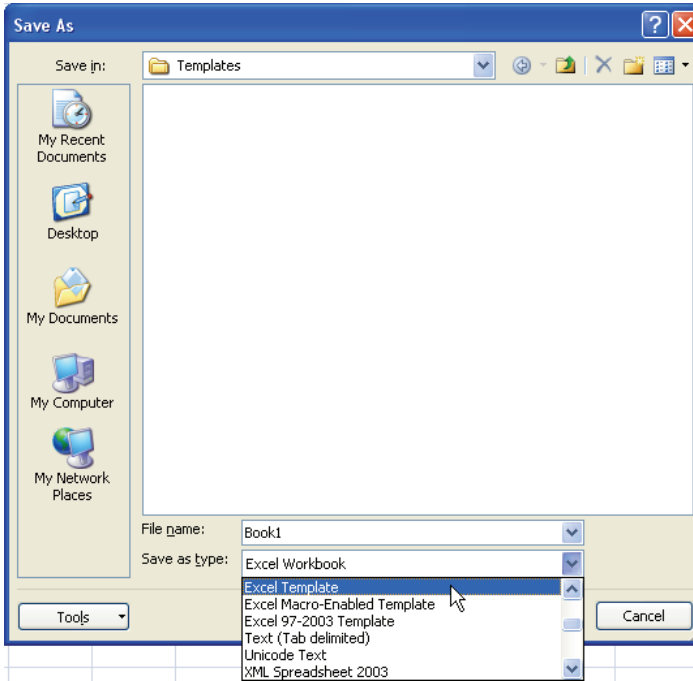 Save As
Save in:
Templates
My Recent
Documents
Desktop
My Documents
My Computer
My Network
Places
File name:
Book1
Save as type:
Excel Workbook
Excel Template
Excel Macro-Enabled Template
Excel 97-2003 Template
Text (Tab delimited)
Unicode Text
XML Spreadsheet 2003
Tools
Cancel